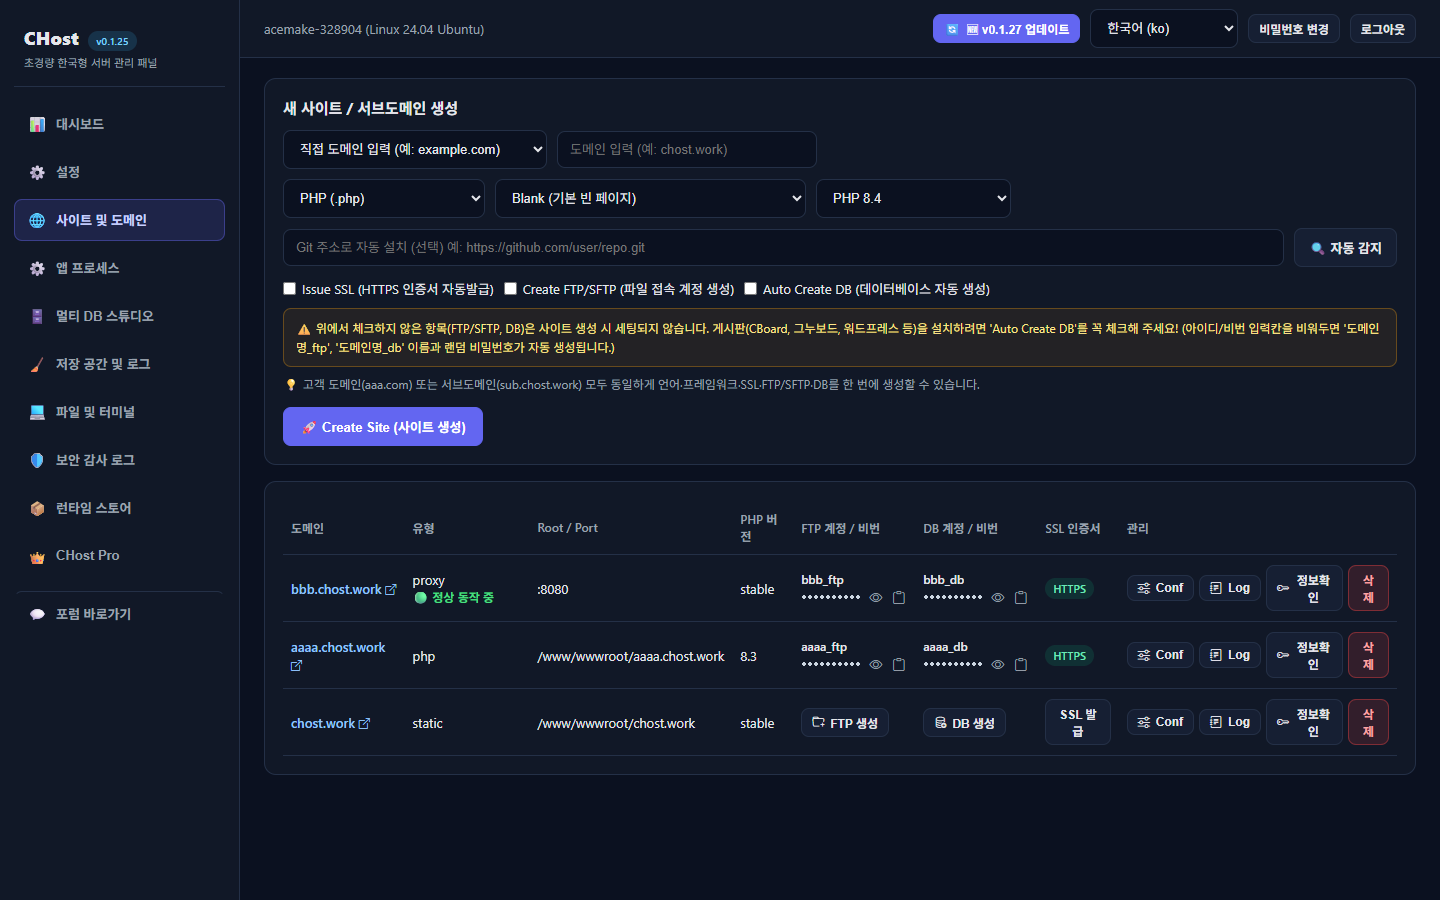 CHost v0.1.25
초경량 한국형 서버 관리 패널
대시보드
설정
사이트 및 도메인
앱 프로세스
멀티 DB 스튜디오
저장 공간 및 로그
파일 및 터미널
보안 감사 로그
런타임 스토어
CHost Pro
포럼 바로가기
acemake-328904 (Linux 24.04 Ubuntu)
NEW v0.1.27 업데이트
한국어 (ko)
비밀번호 변경
로그아웃
새 사이트 / 서브도메인 생성
직접 도메인 입력 (예: example.com)
도메인 입력 (예: chost.work)
PHP (.php)
Blank (기본 빈 페이지)
PHP 8.4
Git 주소로 자동 설치 (선택) 예: https://github.com/user/repo.git
자동 감지
Issue SSL (HTTPS 인증서 자동발급)
Create FTP/SFTP (파일 접속 계정 생성)
Auto Create DB (데이터베이스 자동 생성)
위에서 체크하지 않은 항목(FTP/SFTP, DB)은 사이트 생성 시 세팅되지 않습니다. 게시판(CBoard, 그누보드, 워드프레스 등)을 설치하려면 'Auto Create DB'를 꼭 체크해 주세요! (아이디/비번 입력칸을 비워두면 '도메인
명_ftp', '도메인명_db' 이름과 랜덤 비밀번호가 자동 생성됩니다.)
고객 도메인(aaa.com) 또는 서브도메인(sub.chost.work) 모두 동일하게 언어·프레임워크·SSL·FTP/SFTP·DB를 한 번에 생성할 수 있습니다.
Create Site (사이트 생성)
도메인
유형
Root / Port
PHP 버
전
FTP 계정 / 비번
DB 계정 / 비번
SSL 인증서
관리
bbb.chost.work
proxy
정상 동작 중
:8080
stable
bbb_ftp
••••••••••
bbb_db
••••••••••
HTTPS
Conf
Log
정보확
인
삭
제
aaaa.chost.work
php
/www/wwwroot/aaaa.chost.work
8.3
aaaa_ftp
••••••••••
aaaa_db
••••••••••
HTTPS
Conf
Log
정보확
인
삭
제
chost.work
static
/www/wwwroot/chost.work
stable
FTP 생성
DB 생성
SSL 발
급
Conf
Log
정보확
인
삭
제